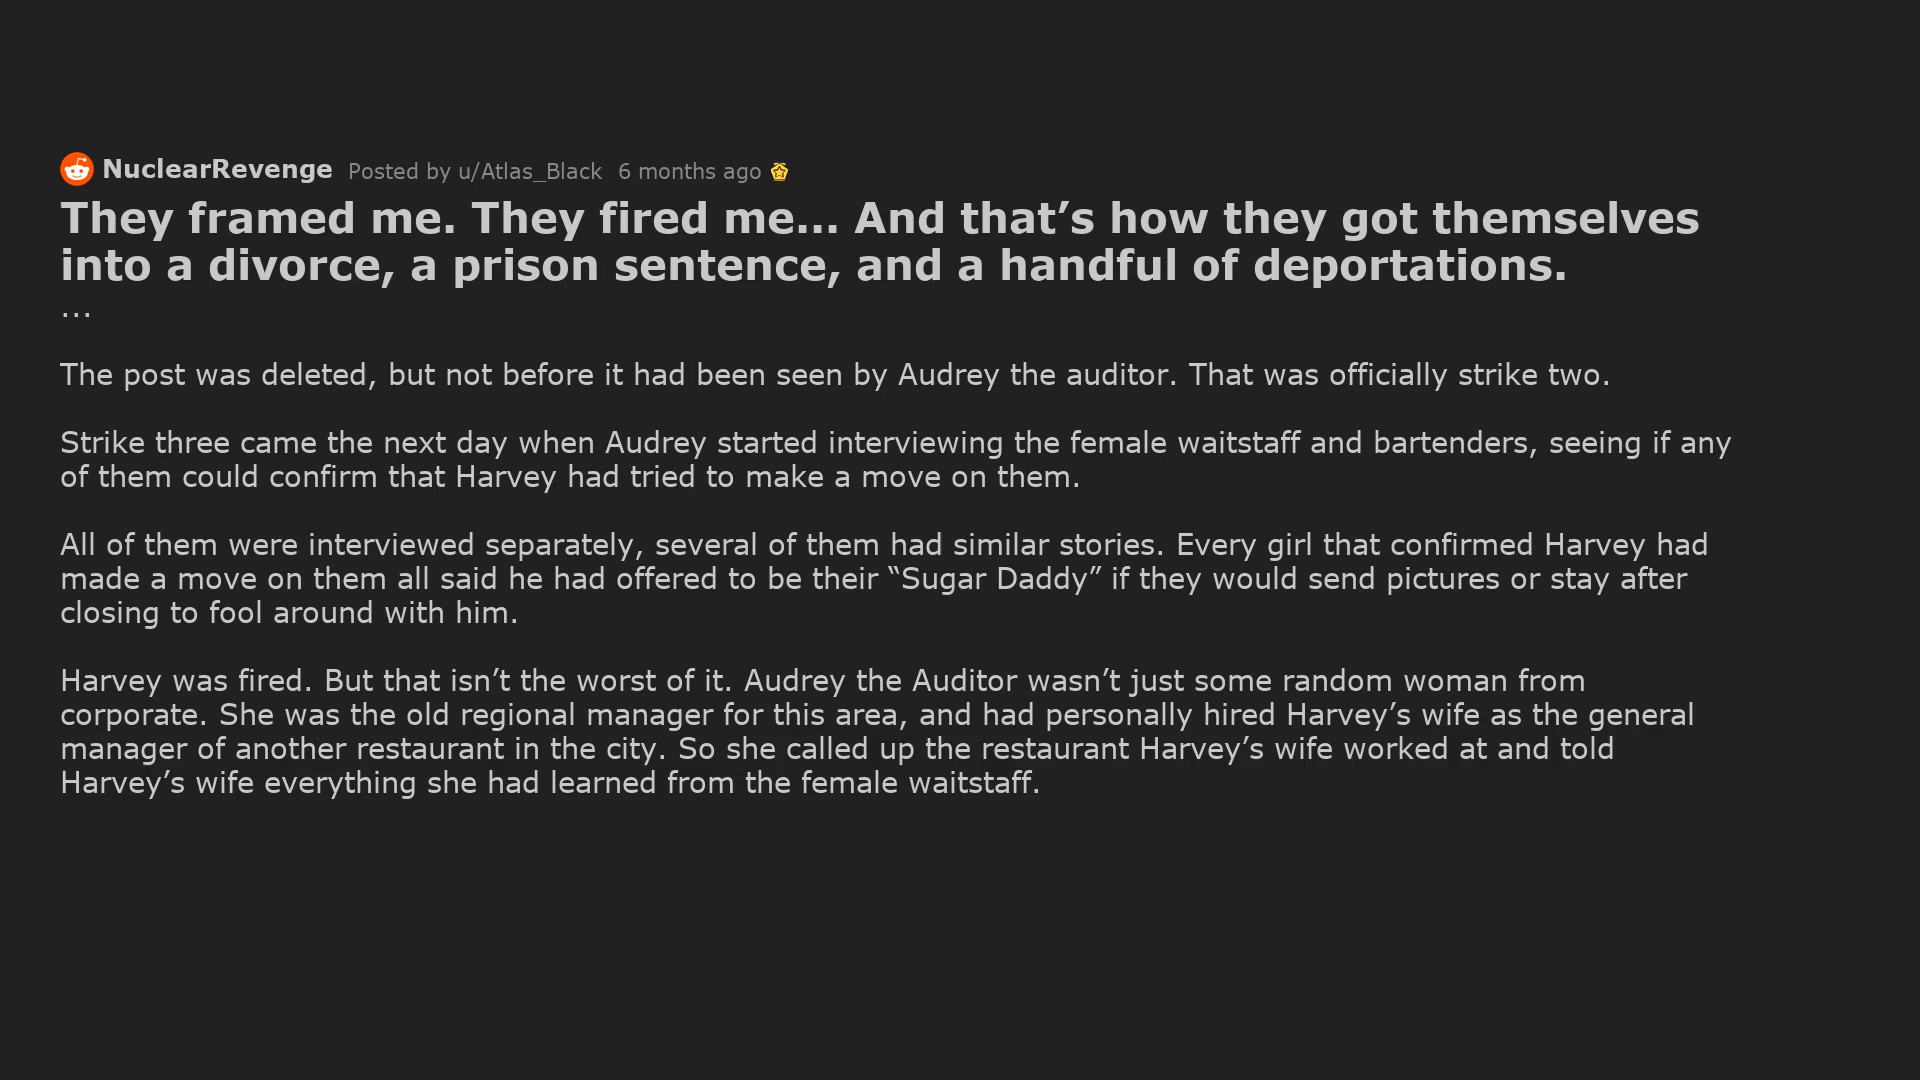 NuclearRevenge Posted by u/Atlas_Black 6 months ago
They framed me. They fired me... And that’s how they got themselves
into a divorce, a prison sentence, and a handful of deportations.
...
The post was deleted, but not before it had been seen by Audrey the auditor. That was officially strike two.
Strike three came the next day when Audrey started interviewing the female waitstaff and bartenders, seeing if any
of them could confirm that Harvey had tried to make a move on them.
All of them were interviewed separately, several of them had similar stories. Every girl that confirmed Harvey had
made a move on them all said he had offered to be their “Sugar Daddy” if they would send pictures or stay after
closing to fool around with him.
Harvey was fired. But that isn’t the worst of it. Audrey the Auditor wasn’t just some random woman from
corporate. She was the old regional manager for this area, and had personally hired Harvey’s wife as the general
manager of another restaurant in the city. So she called up the restaurant Harvey’s wife worked at and told
Harvey’s wife everything she had learned from the female waitstaff.